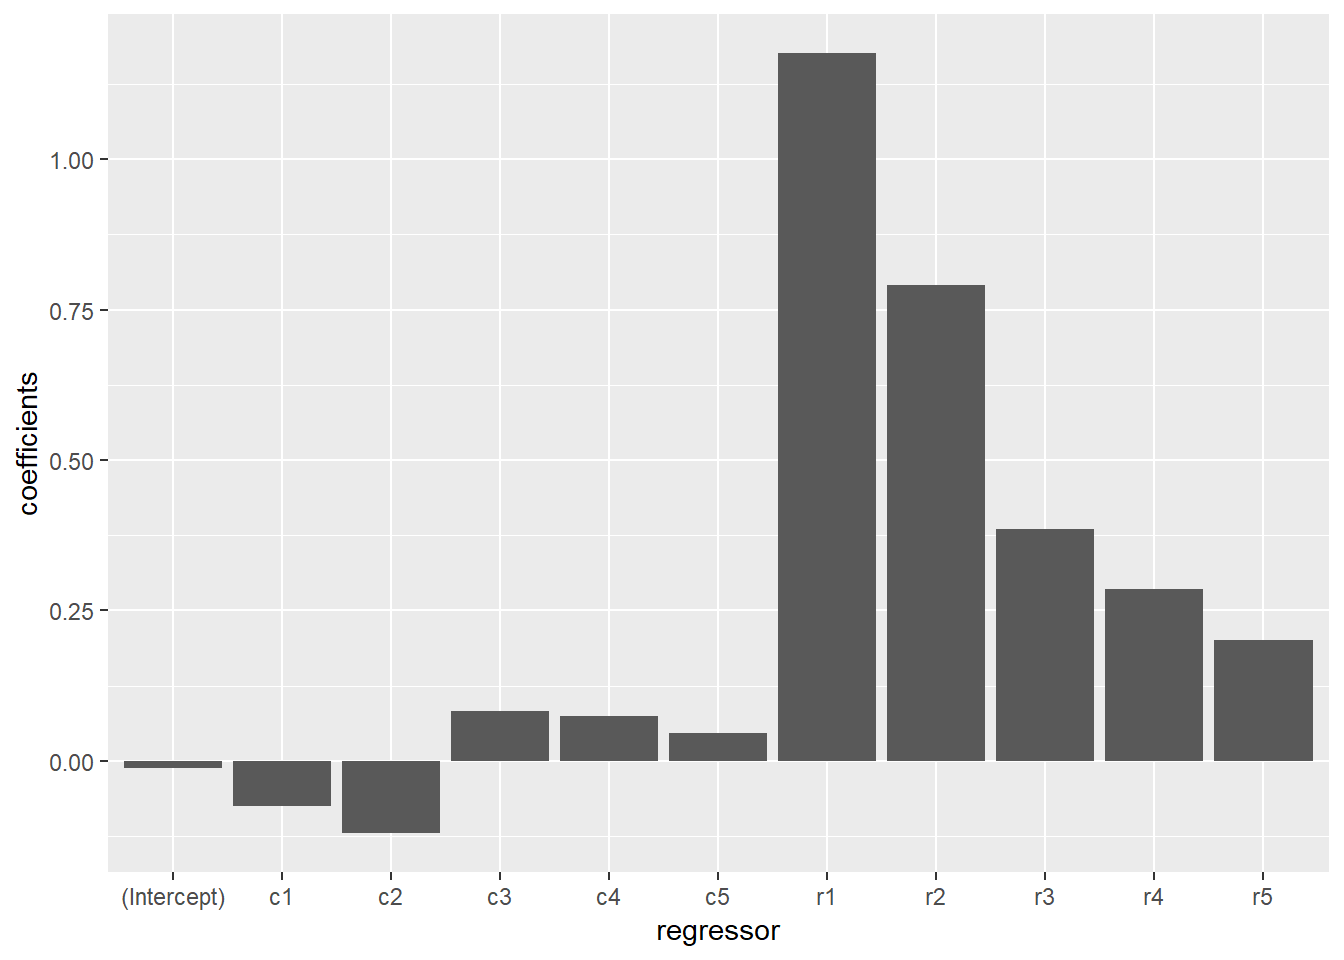 coefficients
1.00
0.75
0.50
0.25
0.00
(Intercept) c1 c2 c3 c4 c5 r1 r2 r3 r4 r5
regressor